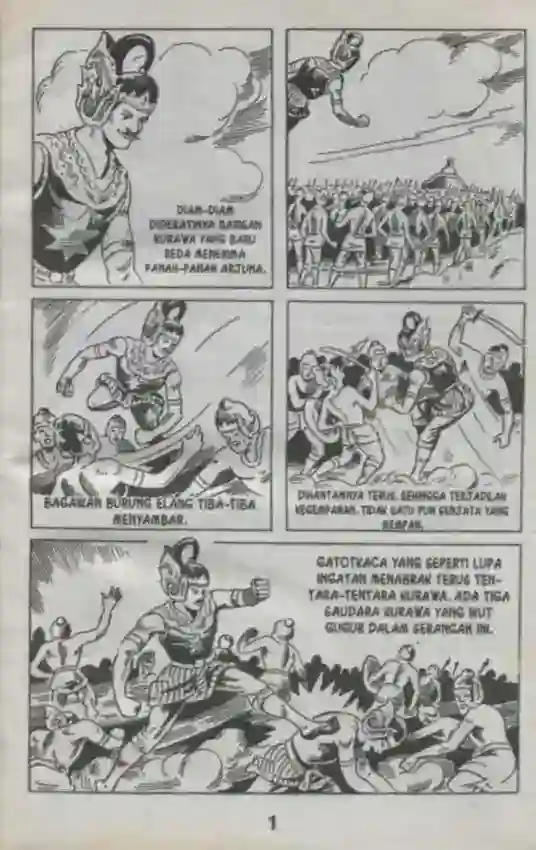 DIAM-DIAM
DIDEKATINYA BARISAN
KURAWA YANG BARU
REDA MENERIMA
PANAH-PANAH ARJUNA.
BAGAIKAN BURUNG ELANG TIBA-TIBA
MENYAMBAR.
DIHANTAMNYA TERUS, SEHINGGA TERJADILAH
KEGEMPARAN. TIDAK SATU PUN SENJATA YANG
MEMPAN.
GATOTKACA YANG SEPERTI LUPA
INGATAN MENABRAK TERUS TEN-
TARA-TENTARA KURAWA. ADA TIGA
SAUDARA KURAWA YANG IKUT
GUGUR DALAM SERANGAN INI.
1